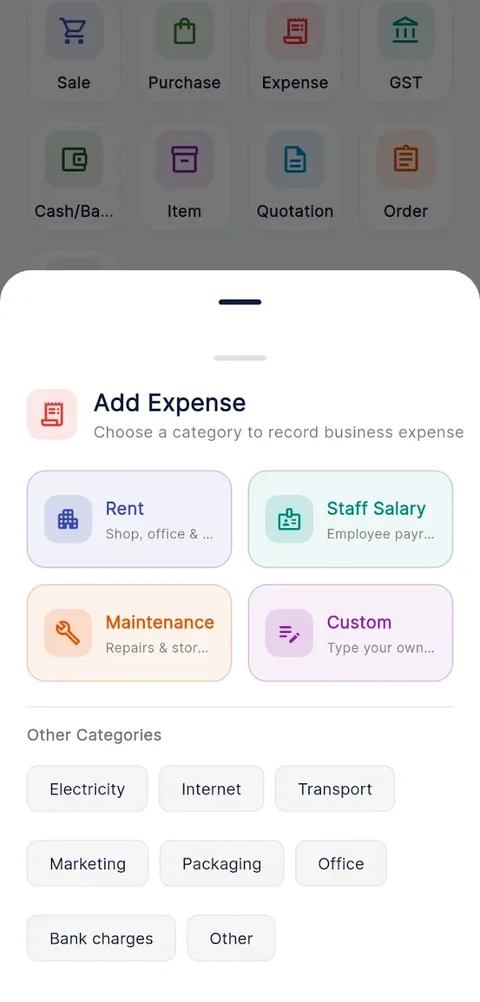 Sale Purchase Expense GST
Cash/Ba... Item Quotation Order
Add Expense
Choose a category to record business expense
Rent
Shop, office & ...
Staff Salary
Employee payr...
Maintenance
Repairs & stor...
Custom
Type your own...
Other Categories
Electricity Internet Transport
Marketing Packaging Office
Bank charges Other